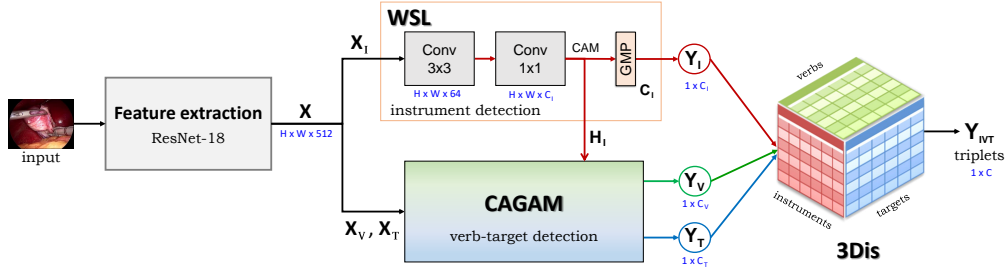 WSL
X_I
Conv
3x3
H x W x 64
Conv
1x1
H x W x C_I
CAM
GMP
C_I
instrument detection
Y_I
1 x C_I
Feature extraction
ResNet-18
input
X
H x W x 512
H_I
X_V , X_T
CAGAM
verb-target detection
Y_V
1 x C_V
Y_T
1 x C_T
verbs
instruments
targets
3Dis
Y_IVT
triplets
1 x C